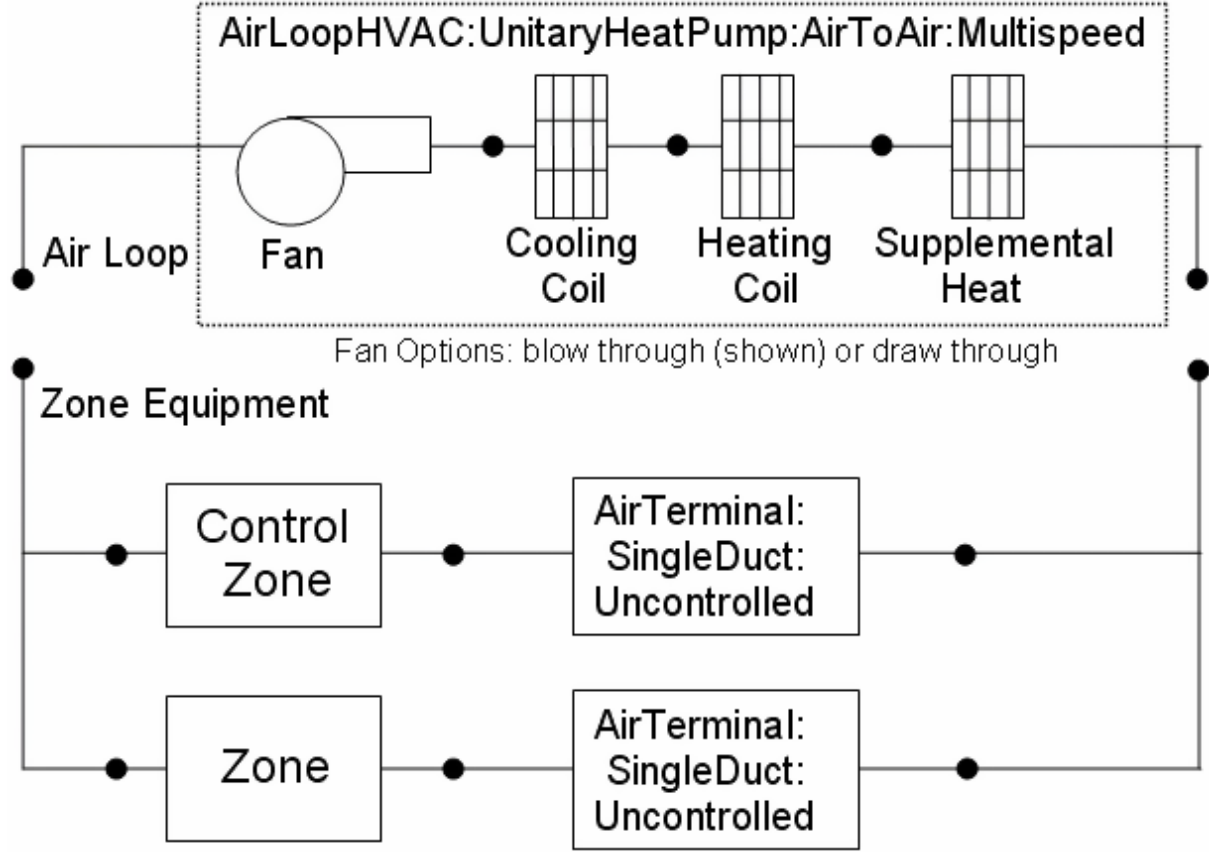 AirLoopHVAC:UnitaryHeatPump:AirToAir:Multispeed
Air Loop
Fan
Cooling
Coil
Heating
Coil
Supplemental
Heat
Fan Options: blow through (shown) or draw through
Zone Equipment
Control
Zone
AirTerminal:
SingleDuct:
Uncontrolled
Zone
AirTerminal:
SingleDuct:
Uncontrolled